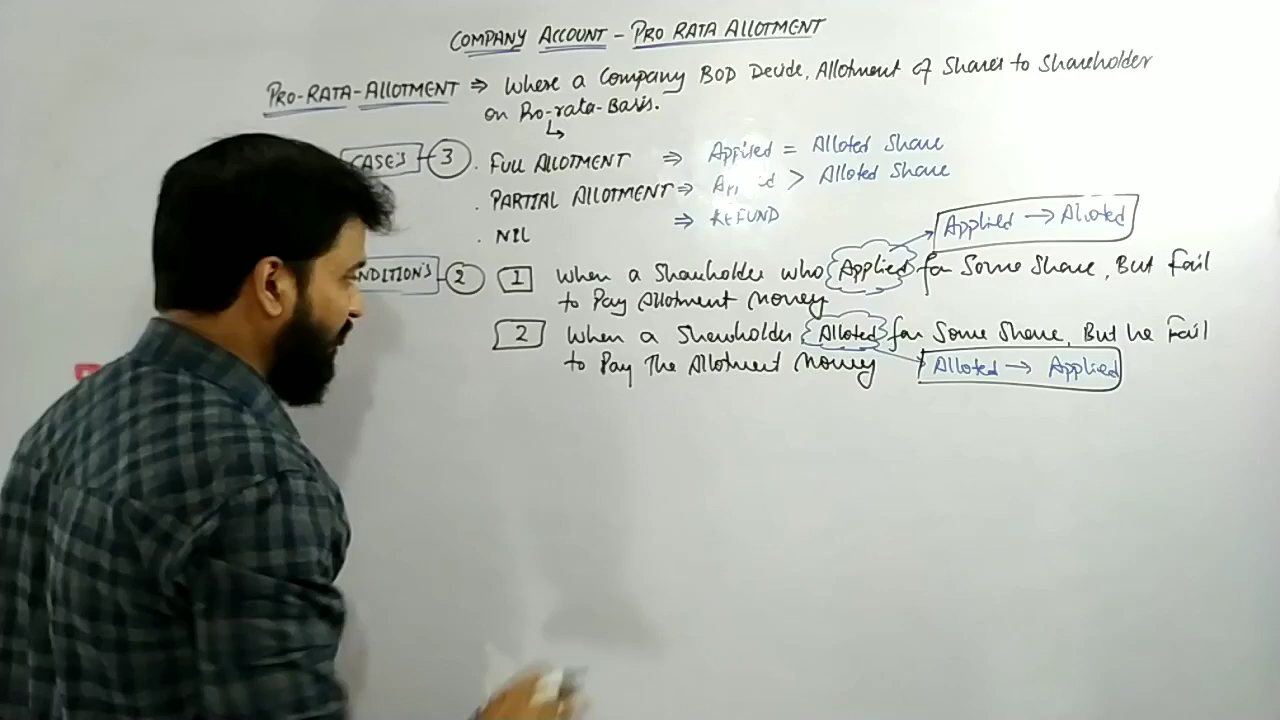 COMPANY ACCOUNT - PRO RATA ALLOTMENT
PRO-RATA-ALLOTMENT ⇒ Where a Company BOD Decide, Allotment of Shares to Shareholder
on Pro-rata-Basis.
CASE'S 3 . FULL ALLOTMENT ⇒ Applied = Alloted Share
. PARTIAL ALLOTMENT ⇒ > Alloted Share
. NIL ⇒ REFUND
Applied → Alloted
NDITION'S 2 1 When a Shareholder who Applied for Some Share, But Fail
to Pay Allotment Money
2 When a Shareholder Alloted for Some Share, But he Fail
to Pay The Allotment Money
Alloted → Applied